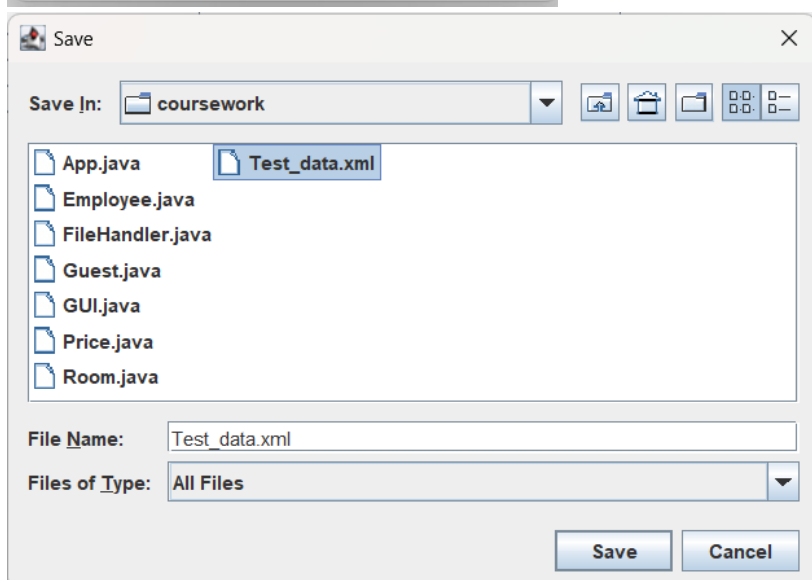 Save
Save In: coursework
App.java Test_data.xml
Employee.java
FileHandler.java
Guest.java
GUI.java
Price.java
Room.java
File Name: Test_data.xml
Files of Type: All Files
Save Cancel